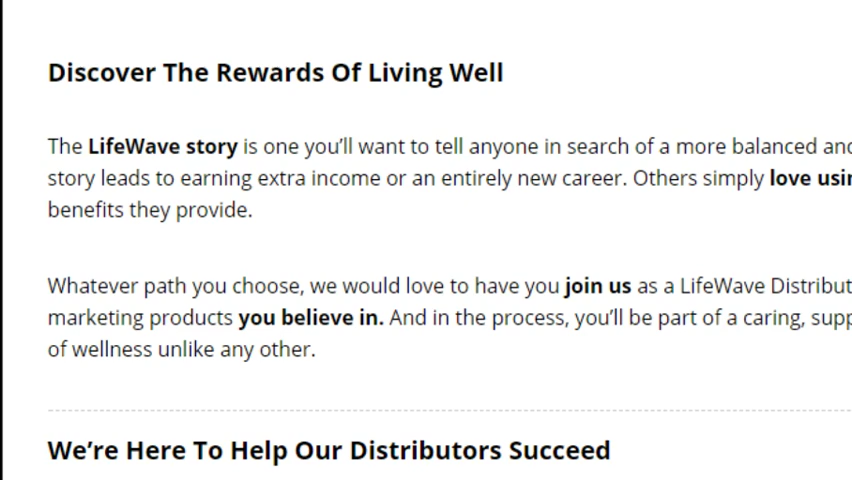 Discover The Rewards Of Living Well
The LifeWave story is one you’ll want to tell anyone in search of a more balanced
story leads to earning extra income or an entirely new career. Others simply love
benefits they provide.
Whatever path you choose, we would love to have you join us as a LifeWave
marketing products you believe in. And in the process, you’ll be part of a caring,
of wellness unlike any other.
We’re Here To Help Our Distributors Succeed